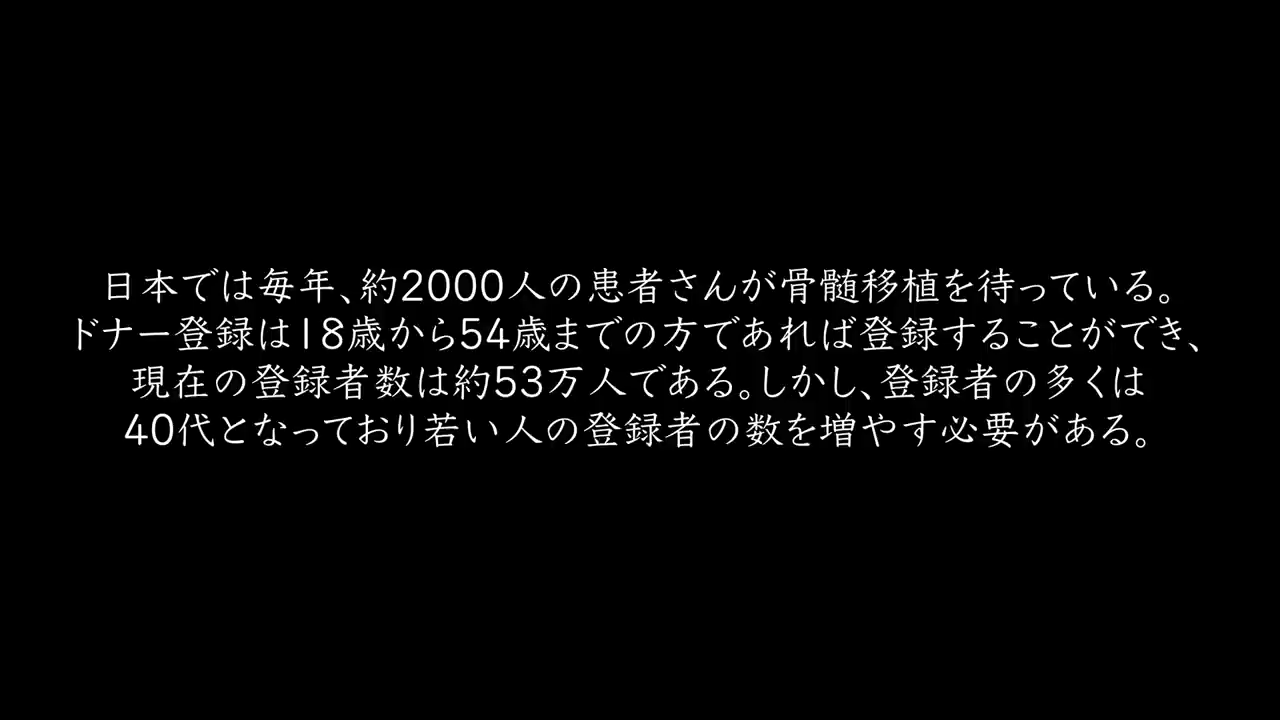 日本では毎年、約2000人の患者さんが骨髄移植を待っている。
ドナー登録は18歳から54歳までの方であれば登録することができ、
現在の登録者数は約53万人である。しかし、登録者の多くは
40代となっており若い人の登録者の数を増やす必要がある。